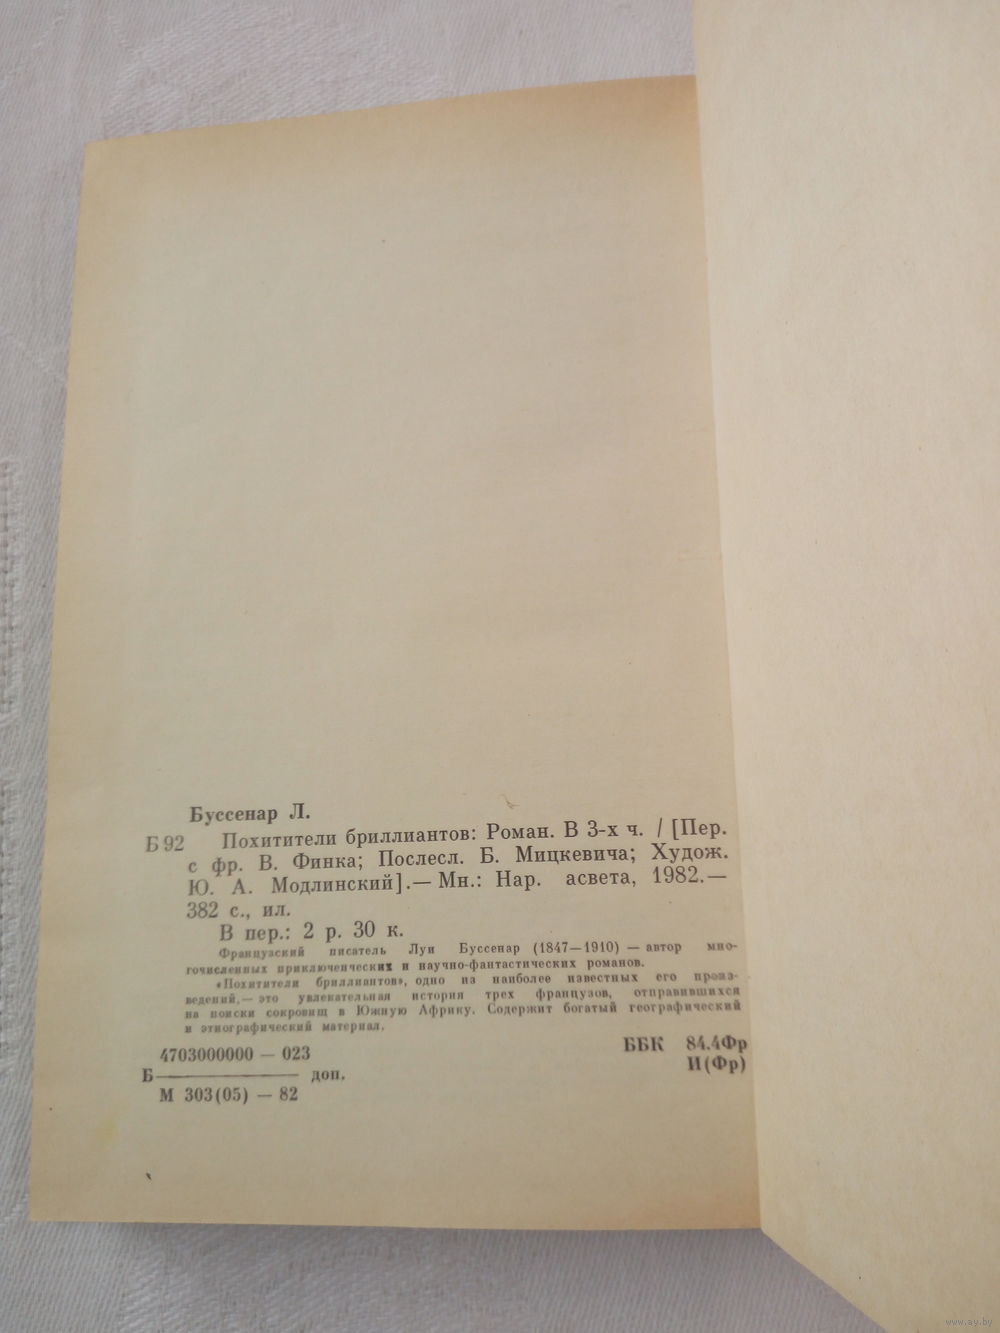 Буссенар Л.
Б 92 Похитители бриллиантов: Роман. В 3-х ч. / [Пер.
с фр. В. Финка; Послесл. Б. Мицкевича; Худож.
Ю. А. Модлинский].— Мн.: Нар. асвета, 1982.—
382 с., ил.
В пер.: 2 р. 30 к.
Французский писатель Луи Буссенар (1847—1910) — автор мно-
гочисленных приключенческих и научно-фантастических романов.
«Похитители бриллиантов», одно из наиболее известных его произ-
ведений,— это увлекательная история трех французов, отправившихся
на поиски сокровищ в Южную Африку. Содержит богатый географический
и этнографический материал.
4703000000 — 023
Б ——— доп.
М 303(05) — 82
ББК 84.4Фр
И(Фр)
www.ay.by